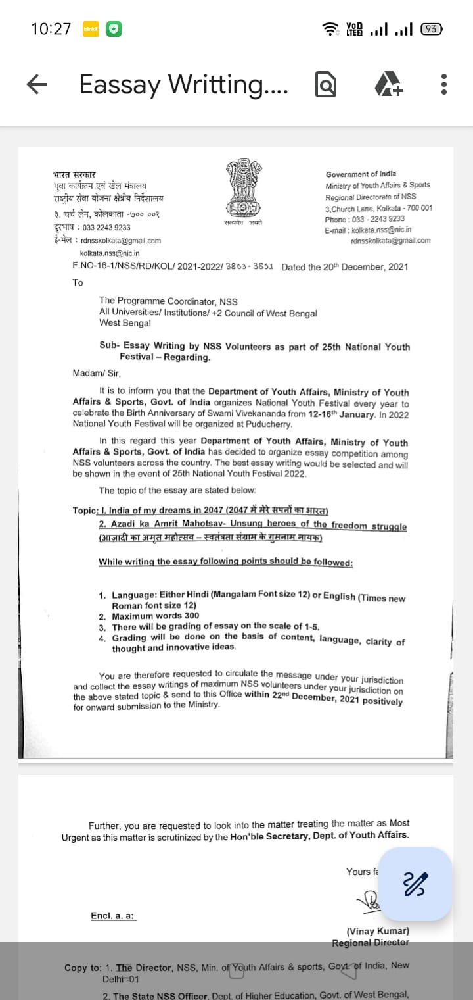 10:27 blinkit VoD LTE2 93
Eassay Writting....
भारत सरकार
युवा कार्यक्रम एवं खेल मंत्रालय
राष्ट्रीय सेवा योजना क्षेत्रीय निर्देशालय
३, चर्च लेन, कोलकाता -७०० ००१
दूरभाष : 033 2243 9233
ई-मेल : rdnsskolkata@gmail.com
kolkata.nss@nic.in
सत्यमेव जयते
Government of India
Ministry of Youth Affairs & Sports
Regional Directorate of NSS
3,Church Lane, Kolkata - 700 001
Phone : 033 - 2243 9233
E-mail : kolkata.nss@nic.in
rdnsskolkata@gmail.com
F.NO-16-1/NSS/RD/KOL/ 2021-2022/ 3803-3851 Dated the 20th December, 2021
To
The Programme Coordinator, NSS
All Universities/ Institutions/ +2 Council of West Bengal
West Bengal
Sub- Essay Writing by NSS Volunteers as part of 25th National Youth
Festival – Regarding.
Madam/ Sir,
It is to inform you that the Department of Youth Affairs, Ministry of Youth
Affairs & Sports, Govt. of India organizes National Youth Festival every year to
celebrate the Birth Anniversary of Swami Vivekananda from 12-16th January. In 2022
National Youth Festival will be organized at Puducherry.
In this regard this year Department of Youth Affairs, Ministry of Youth
Affairs & Sports, Govt. of India has decided to organize essay competition among
NSS volunteers across the country. The best essay writing would be selected and will
be shown in the event of 25th National Youth Festival 2022.
The topic of the essay are stated below:
Topic: I. India of my dreams in 2047 (2047 में मेरे सपनों का भारत)
2. Azadi ka Amrit Mahotsav- Unsung heroes of the freedom struggle
(आज़ादी का अमृत महोत्सव – स्वतंत्रता संग्राम के गुमनाम नायक)
While writing the essay following points should be followed:
1. Language: Either Hindi (Mangalam Font size 12) or English (Times new
Roman font size 12)
2. Maximum words 300
3. There will be grading of essay on the scale of 1-5.
4. Grading will be done on the basis of content, language, clarity of
thought and innovative ideas.
You are therefore requested to circulate the message under your jurisdiction
and collect the essay writings of maximum NSS volunteers under your jurisdiction on
the above stated topic & send to this Office within 22nd December, 2021 positively
for onward submission to the Ministry.
Further, you are requested to look into the matter treating the matter as Most
Urgent as this matter is scrutinized by the Hon'ble Secretary, Dept. of Youth Affairs.
Yours fa
Encl. a. a:
(Vinay Kumar)
Regional Director
Copy to: 1. The Director, NSS, Min. of Youth Affairs & sports, Govt. of India, New
Delhi -01
2. The State NSS Officer, Dept. of Higher Education, Govt. of West Bengal,